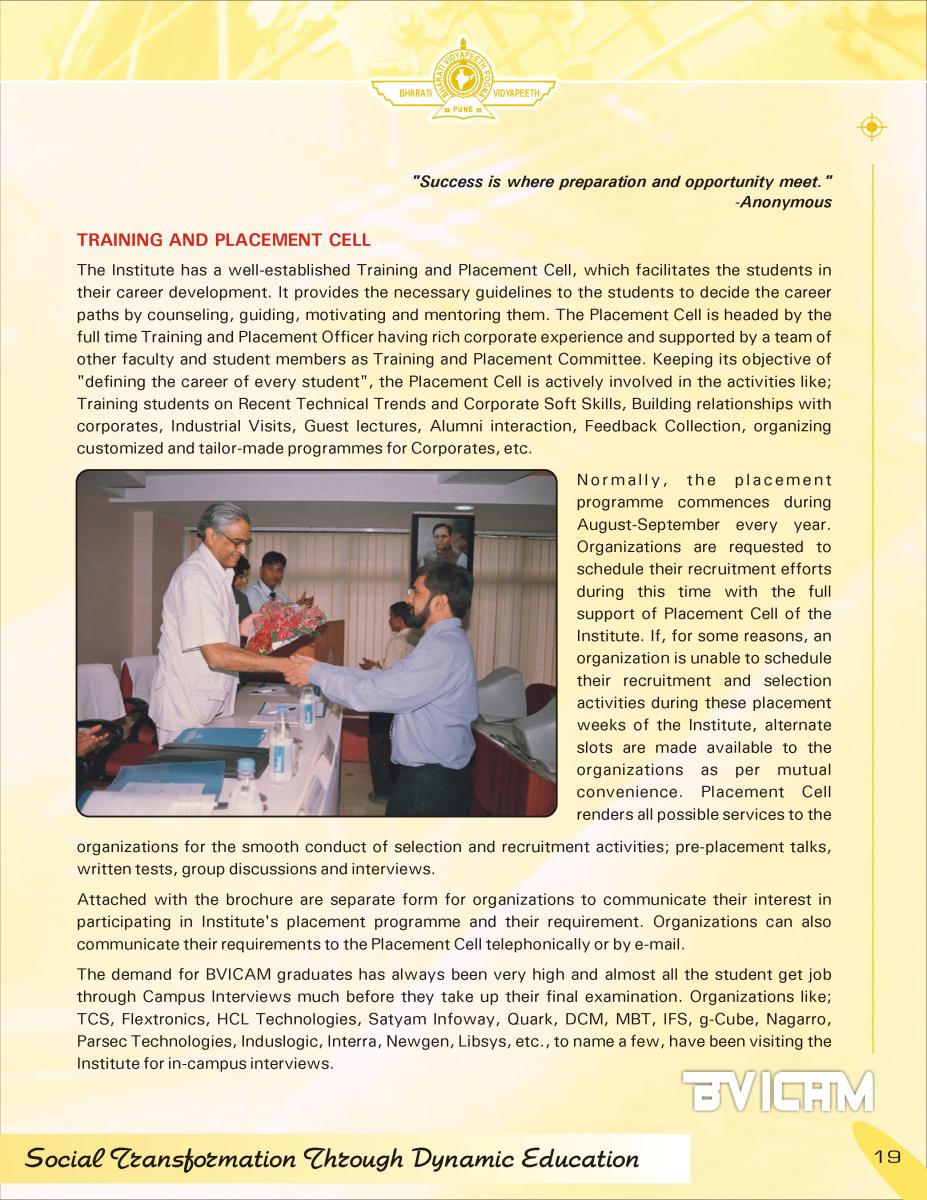 BHARATI VIDYAPEETH POONA
BHARATI VIDYAPEETH
PUNE
"Success is where preparation and opportunity meet."
-Anonymous
TRAINING AND PLACEMENT CELL
The Institute has a well-established Training and Placement Cell, which facilitates the students in
their career development. It provides the necessary guidelines to the students to decide the career
paths by counseling, guiding, motivating and mentoring them. The Placement Cell is headed by the
full time Training and Placement Officer having rich corporate experience and supported by a team of
other faculty and student members as Training and Placement Committee. Keeping its objective of
"defining the career of every student", the Placement Cell is actively involved in the activities like;
Training students on Recent Technical Trends and Corporate Soft Skills, Building relationships with
corporates, Industrial Visits, Guest lectures, Alumni interaction, Feedback Collection, organizing
customized and tailor-made programmes for Corporates, etc.
Normally, the placement
programme commences during
August-September every year.
Organizations are requested to
schedule their recruitment efforts
during this time with the full
support of Placement Cell of the
Institute. If, for some reasons, an
organization is unable to schedule
their recruitment and selection
activities during these placement
weeks of the Institute, alternate
slots are made available to the
organizations as per mutual
convenience. Placement Cell
renders all possible services to the
organizations for the smooth conduct of selection and recruitment activities; pre-placement talks,
written tests, group discussions and interviews.
Attached with the brochure are separate form for organizations to communicate their interest in
participating in Institute's placement programme and their requirement. Organizations can also
communicate their requirements to the Placement Cell telephonically or by e-mail.
The demand for BVICAM graduates has always been very high and almost all the student get job
through Campus Interviews much before they take up their final examination. Organizations like;
TCS, Flextronics, HCL Technologies, Satyam Infoway, Quark, DCM, MBT, IFS, g-Cube, Nagarro,
Parsec Technologies, Induslogic, Interra, Newgen, Libsys, etc., to name a few, have been visiting the
Institute for in-campus interviews.
BVICAM
Social Transformation Through Dynamic Education
19